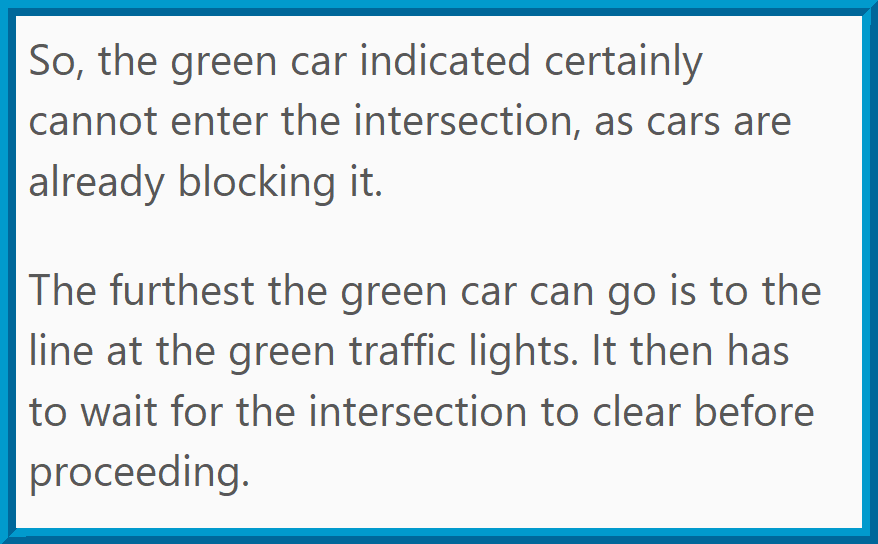 So, the green car indicated certainly
cannot enter the intersection, as cars are
already blocking it.
The furthest the green car can go is to the
line at the green traffic lights. It then has
to wait for the intersection to clear before
proceeding.